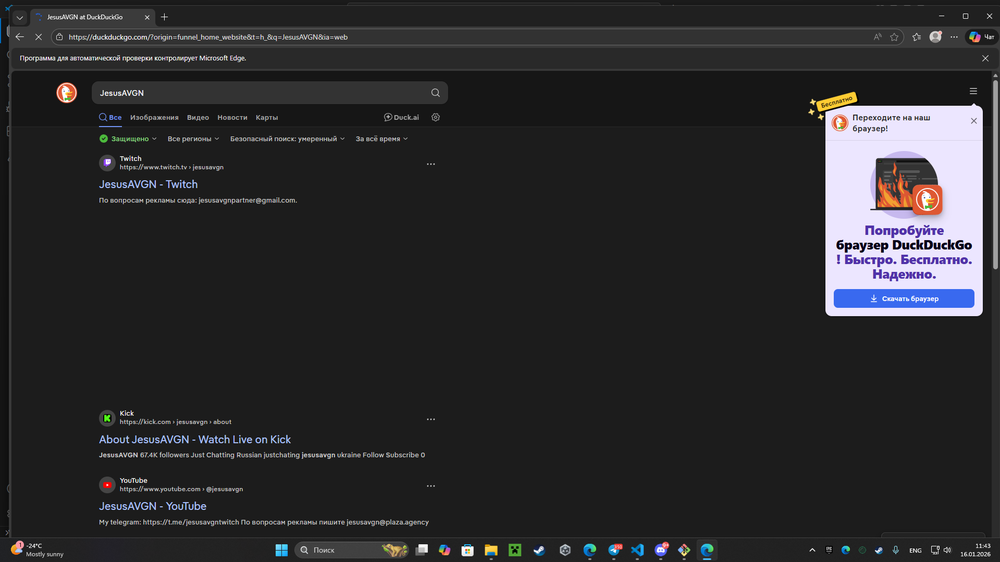 JesusAVGN at DuckDuckGo
https://duckduckgo.com/?origin=funnel_home_website&t=h_&q=JesusAVGN&ia=web
Чат
Программа для автоматической проверки контролирует Microsoft Edge.
JesusAVGN
Все
Изображения
Видео
Новости
Карты
Duck.ai
Защищено
Все регионы
Безопасный поиск: умеренный
За всё время
Twitch
https://www.twitch.tv › jesusavgn
JesusAVGN - Twitch
По вопросам рекламы сюда: jesusavgnpartner@gmail.com.
Kick
https://kick.com › jesusavgn › about
About JesusAVGN - Watch Live on Kick
JesusAVGN 67.4K followers Just Chatting Russian justchating jesusavgn ukraine Follow Subscribe 0
YouTube
https://www.youtube.com › @jesusavgn
JesusAVGN - YouTube
My telegram: https://t.me/jesusavgntwitch По вопросам рекламы пишите jesusavgn@plaza.agency
Бесплатно
Переходите на наш
браузер!
Попробуйте
браузер DuckDuckGo
! Быстро. Бесплатно.
Надежно.
Скачать браузер
1
-24°C
Mostly sunny
Поиск
350
9+
EPIC
ENG
11:43
16.01.2026